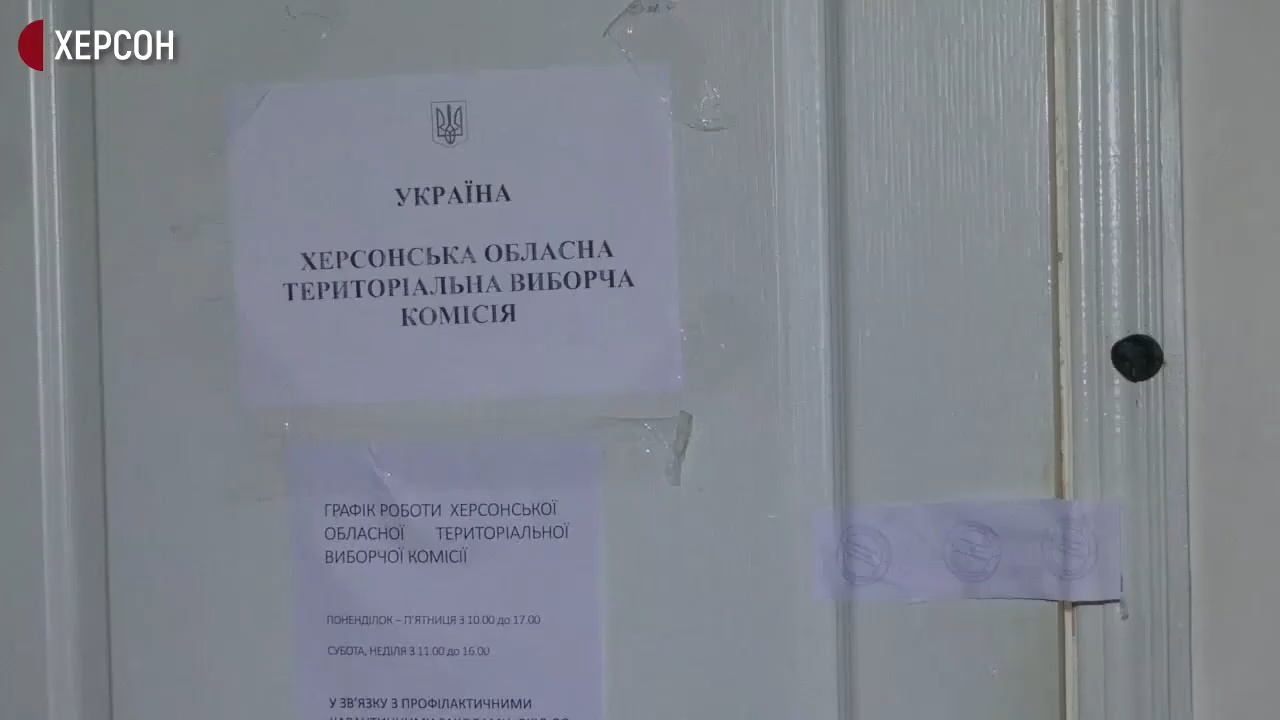 ХЕРСОН
УКРАЇНА
ХЕРСОНСЬКА ОБЛАСНА
ТЕРИТОРІАЛЬНА ВИБОРЧА
КОМІСІЯ
ГРАФІК РОБОТИ ХЕРСОНСЬКОЇ
ОБЛАСНОЇ ТЕРИТОРІАЛЬНОЇ
ВИБОРЧОЇ КОМІСІЇ
ПОНЕНДІЛОК – П'ЯТНИЦЯ З 10.00 до 17.00
СУБОТА, НЕДІЛЯ З 11.00 до 16.00
У ЗВ'ЯЗКУ З ПРОФІЛАКТИЧНИМИ